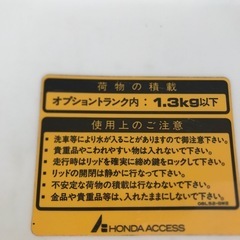 荷物の積載
オプショントランク内：1.3kg以下
使用上のご注意
●洗車等により水が入ることがありますので御注意下さい。
●貴重品やこわれやすい物は入れないで下さい。
●走行時はリッドを確実に締め鍵をロックして下さい。
●リッドの開閉は静かに行なって下さい。
●不安定な荷物の積載は行なわないで下さい。
●金品や貴重品等は、入れたままにしないで下さい。
HONDA ACCESS